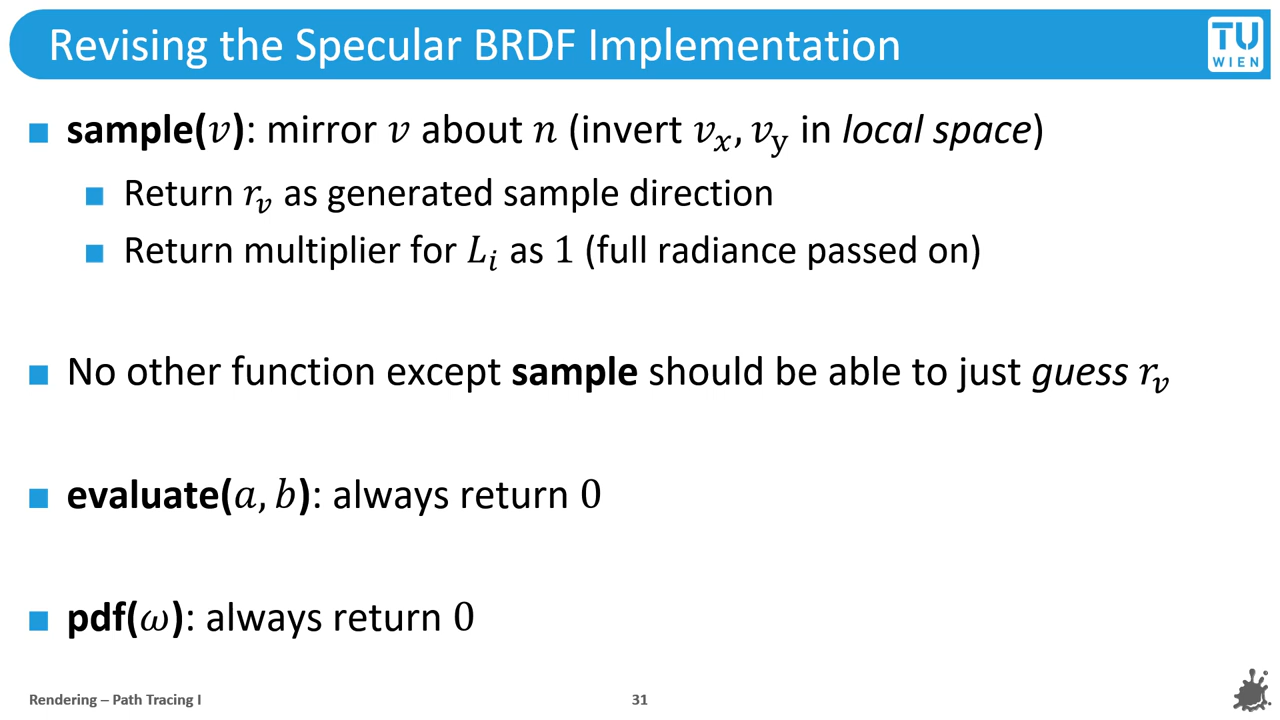 Revising the Specular BRDF Implementation
TU
WIEN
sample(𝑣): mirror 𝑣 about 𝑛 (invert 𝑣ₓ, 𝑣_y in local space)
Return 𝑟ᵥ as generated sample direction
Return multiplier for 𝐿ᵢ as 1 (full radiance passed on)
No other function except sample should be able to just guess 𝑟ᵥ
evaluate(𝑎, 𝑏): always return 0
pdf(𝜔): always return 0
Rendering – Path Tracing I
31